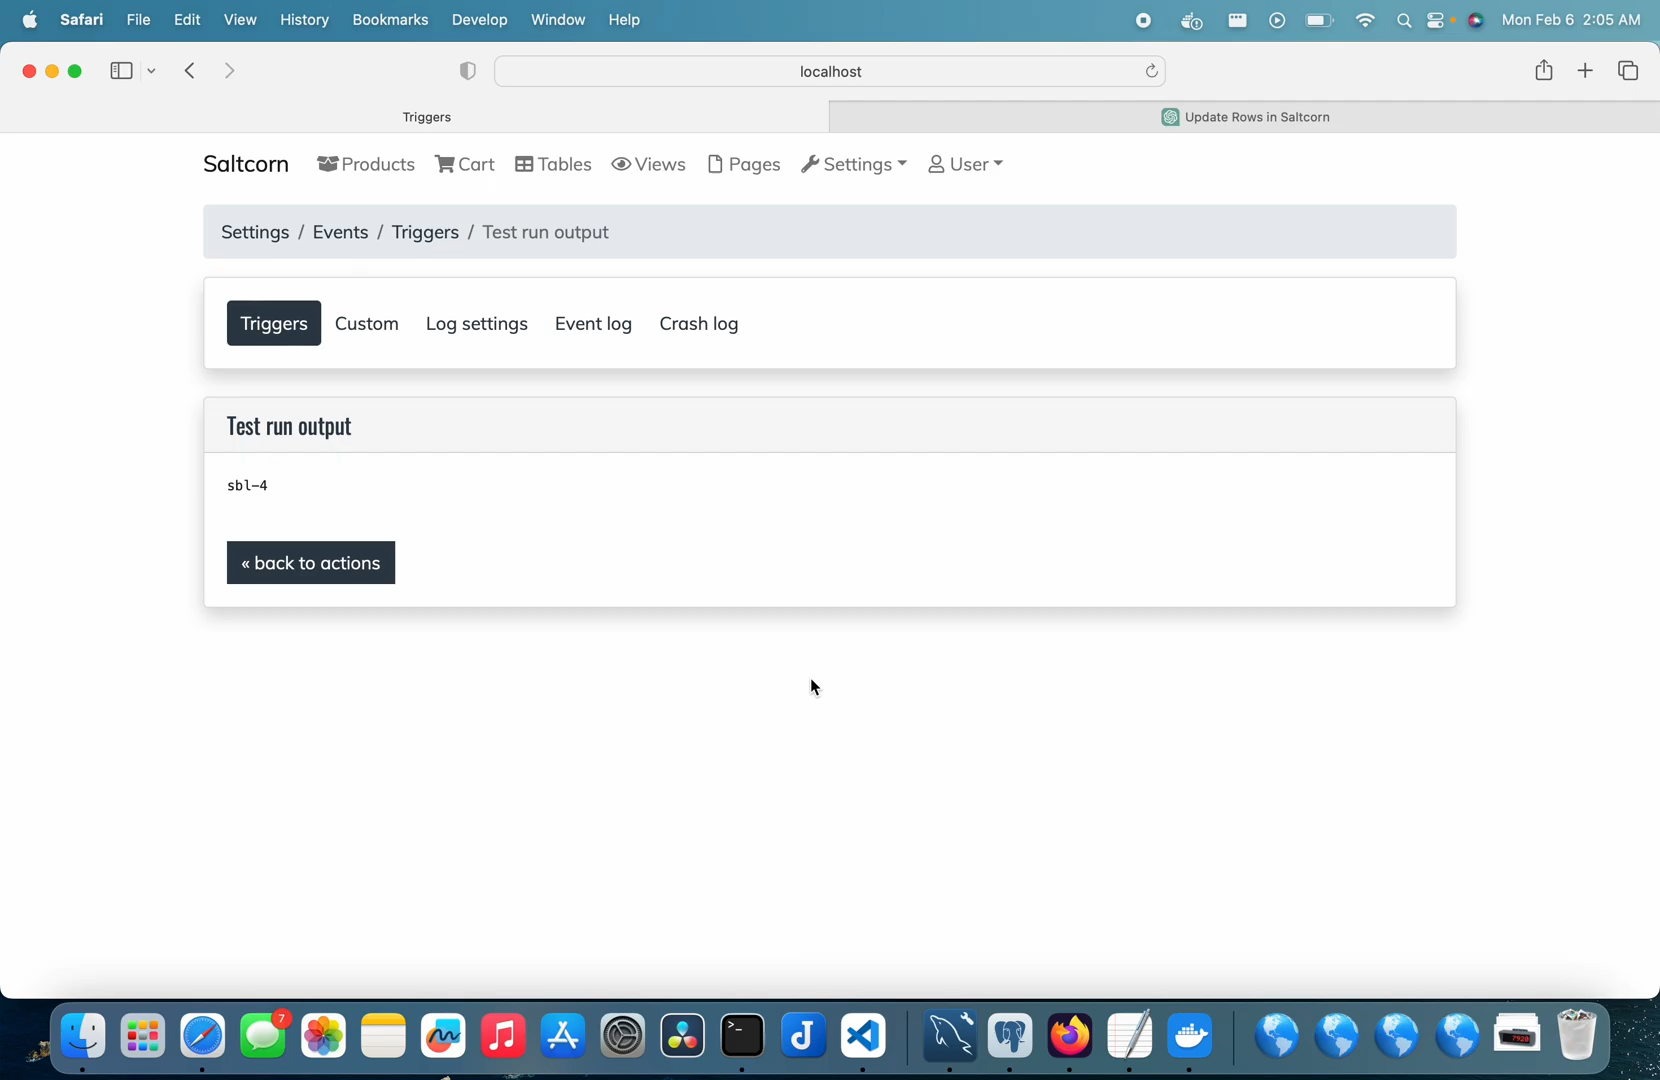 Safari File Edit View History Bookmarks Develop Window Help Mon Feb 6 2:05 AM
localhost
Triggers
Update Rows in Saltcorn
Saltcorn Products Cart Tables Views Pages Settings User
Settings / Events / Triggers / Test run output
Triggers Custom Log settings Event log Crash log
Test run output
sbl-4
« back to actions
7
7920